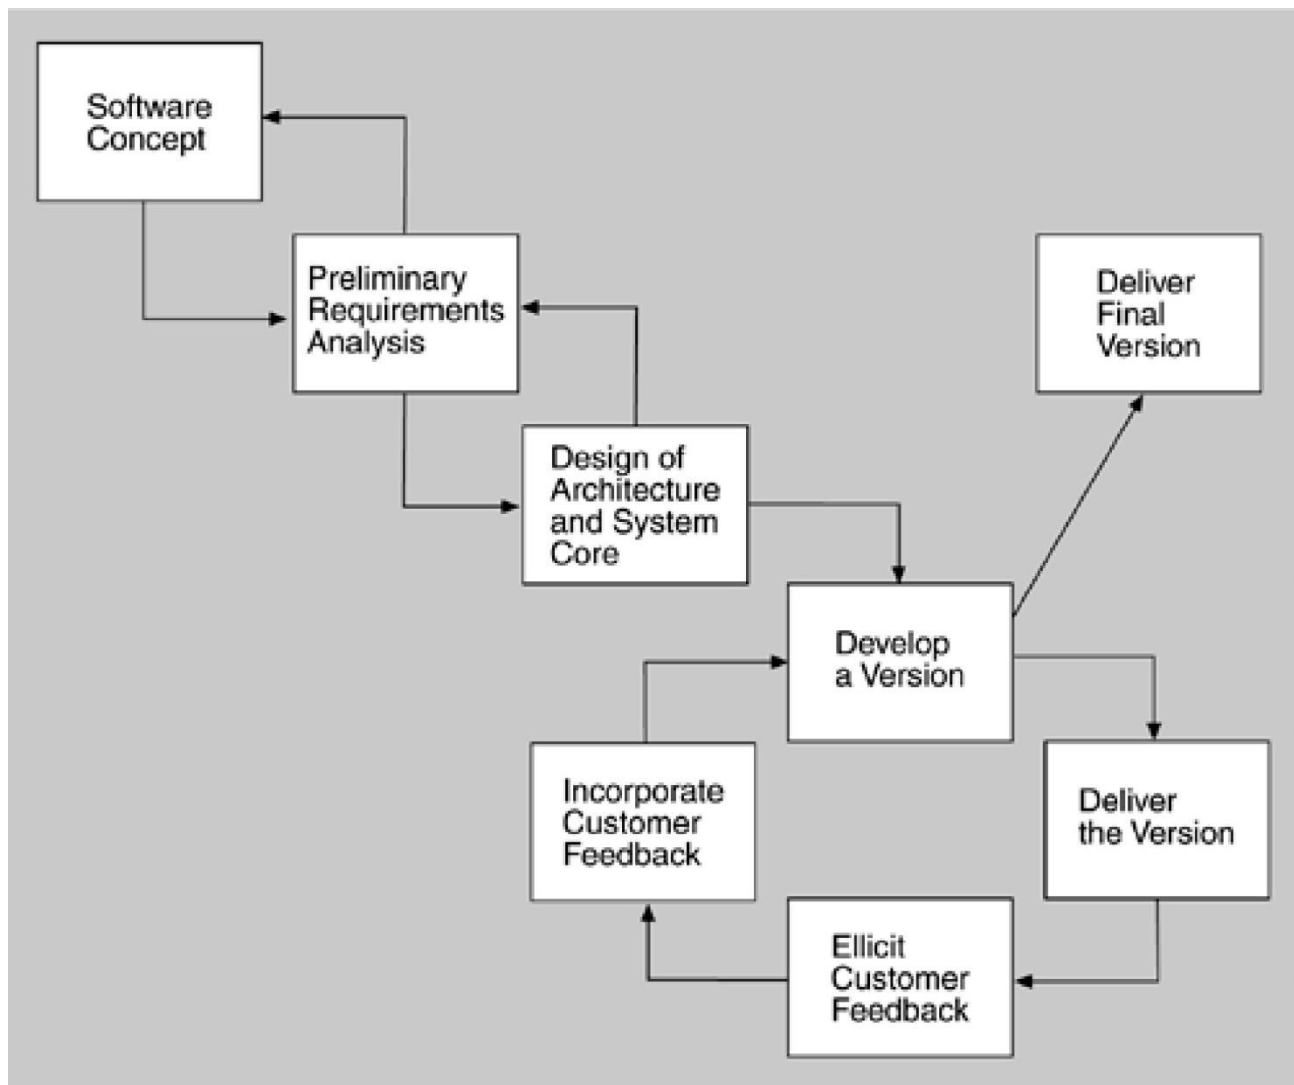 Software
Concept
Preliminary
Requirements
Analysis
Deliver
Final
Version
Design of
Architecture
and System
Core
Develop
a Version
Incorporate
Customer
Feedback
Deliver
the Version
Ellicit
Customer
Feedback